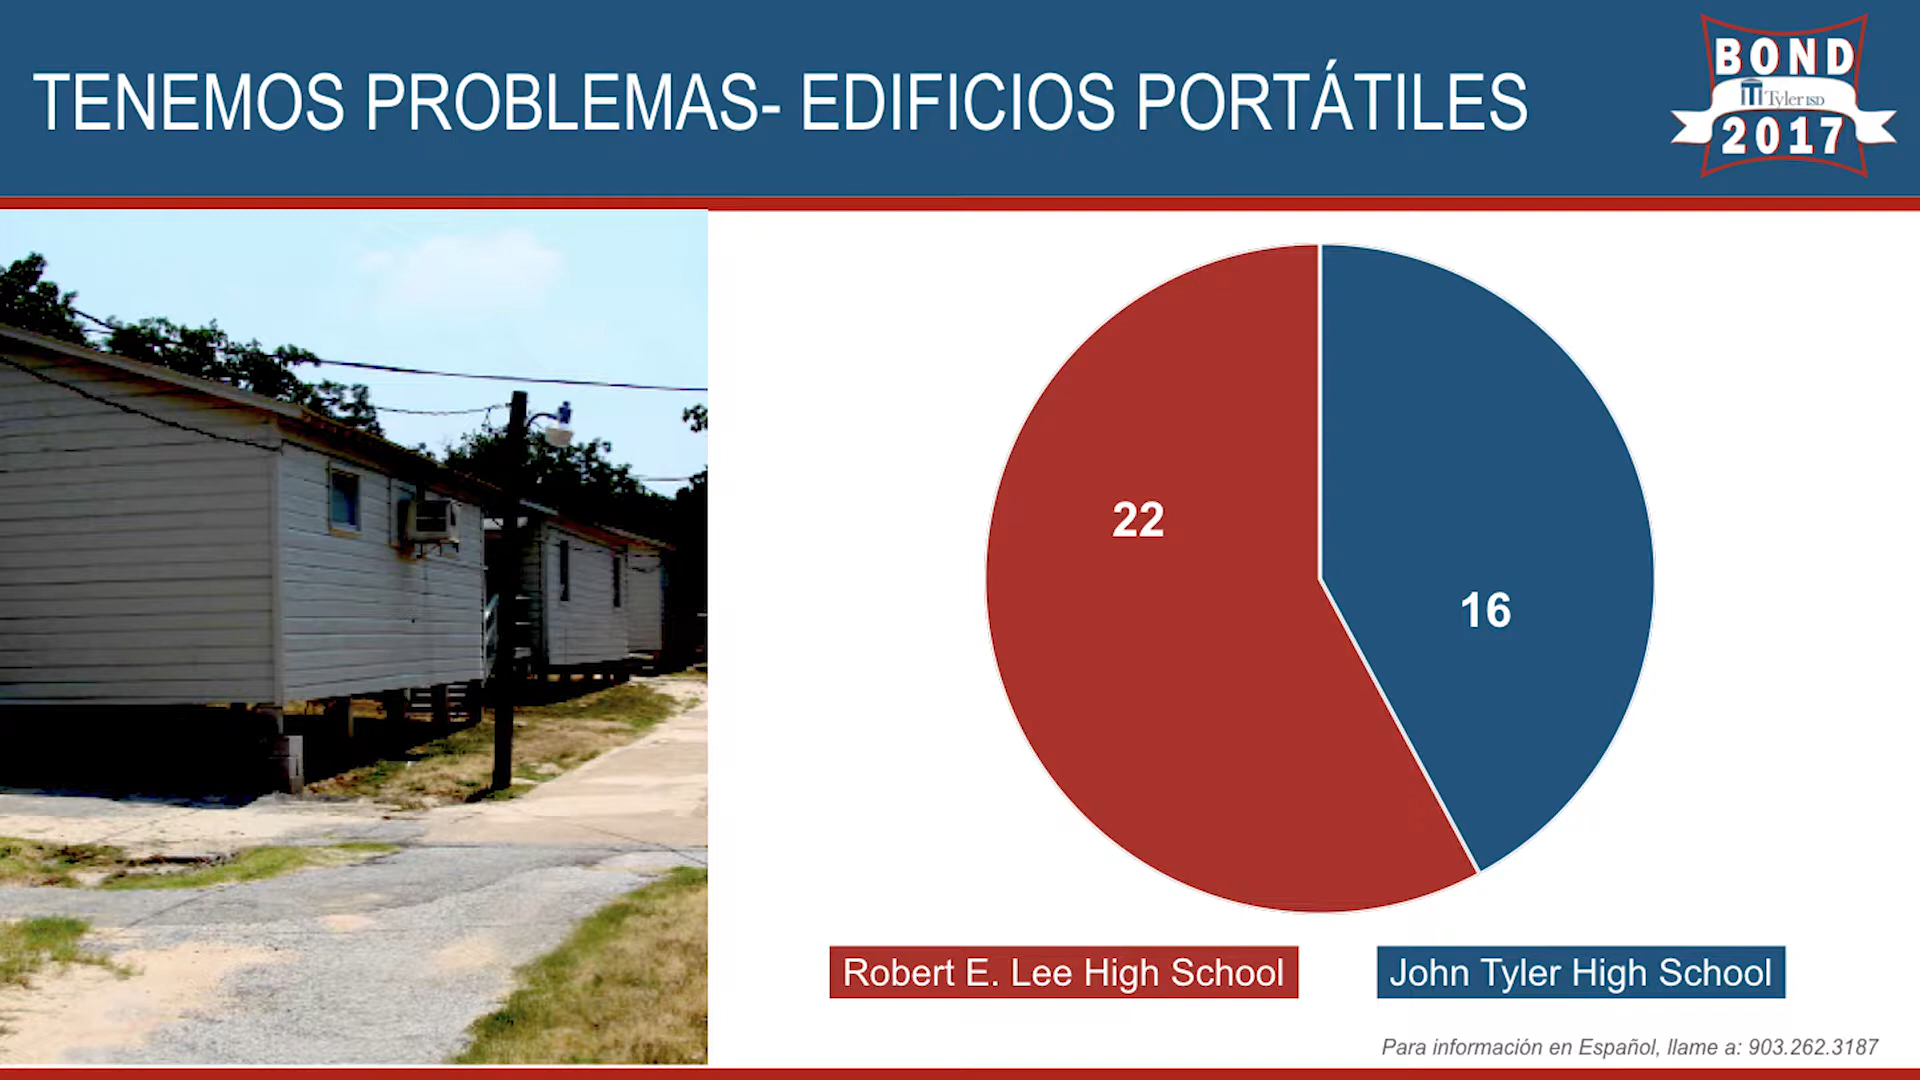 TENEMOS PROBLEMAS- EDIFICIOS PORTÁTILES
BOND
Tyler ISD
2017
22
16
Robert E. Lee High School
John Tyler High School
Para información en Español, llame a: 903.262.3187